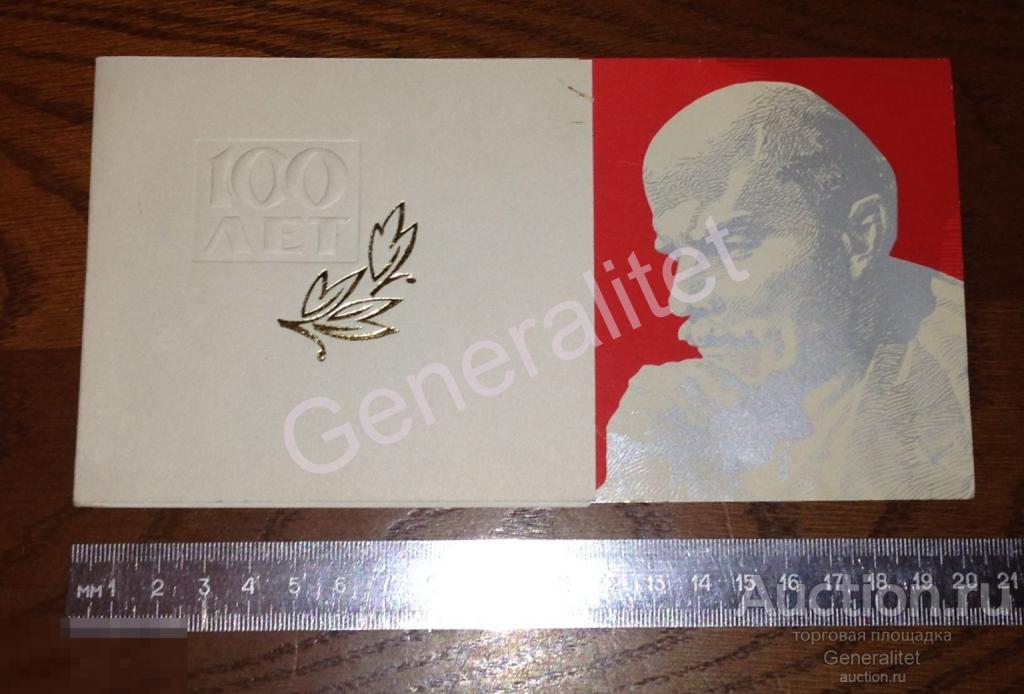 100
ЛЕТ
Generalitet
мм 1 2 3 4 5 6 7 13 14 15 16 17 18 19 20 21
Auction.ru
торговая площадка
Generalitet
auction.ru